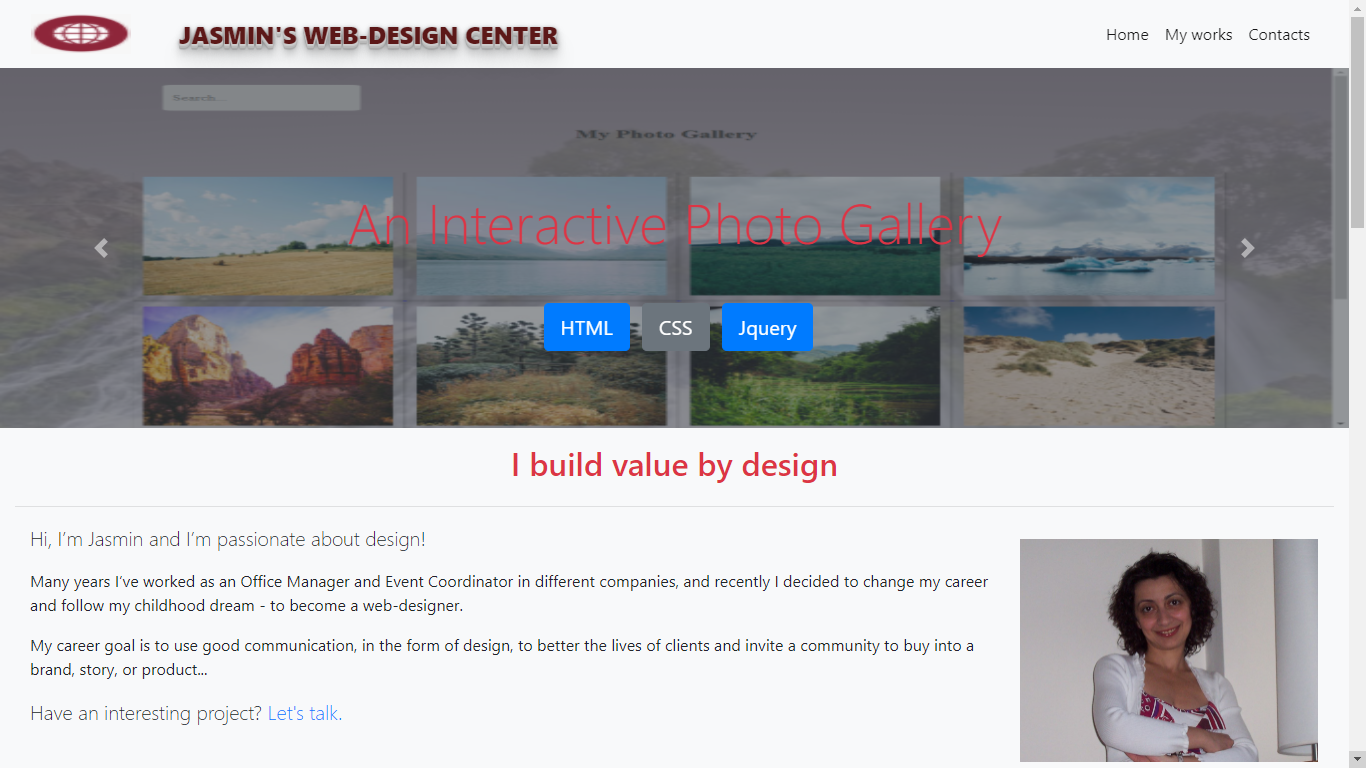 JASMIN'S WEB-DESIGN CENTER
Home My works Contacts
Search...
My Photo Gallery
An Interactive Photo Gallery
HTML CSS Jquery
I build value by design
Hi, I’m Jasmin and I’m passionate about design!
Many years I’ve worked as an Office Manager and Event Coordinator in different companies, and recently I decided to change my career
and follow my childhood dream - to become a web-designer.
My career goal is to use good communication, in the form of design, to better the lives of clients and invite a community to buy into a
brand, story, or product...
Have an interesting project? Let's talk.